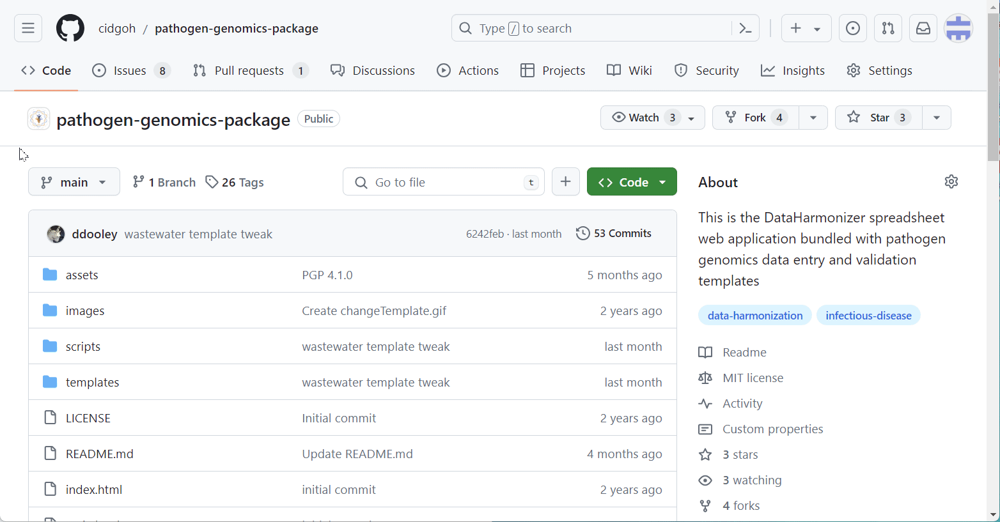 cidgoh / pathogen-genomics-package
Type / to search
Code
Issues 8
Pull requests 1
Discussions
Actions
Projects
Wiki
Security
Insights
Settings
pathogen-genomics-package Public
Watch 3
Fork 4
Star 3
main
1 Branch
26 Tags
Go to file t
Code
ddooley wastewater template tweak 6242feb · last month 53 Commits
assets PGP 4.1.0 5 months ago
images Create changeTemplate.gif 2 years ago
scripts wastewater template tweak last month
templates wastewater template tweak last month
LICENSE Initial commit 2 years ago
README.md Update README.md 4 months ago
index.html initial commit 2 years ago
About
This is the DataHarmonizer spreadsheet
web application bundled with pathogen
genomics data entry and validation
templates
data-harmonization infectious-disease
Readme
MIT license
Activity
Custom properties
3 stars
3 watching
4 forks